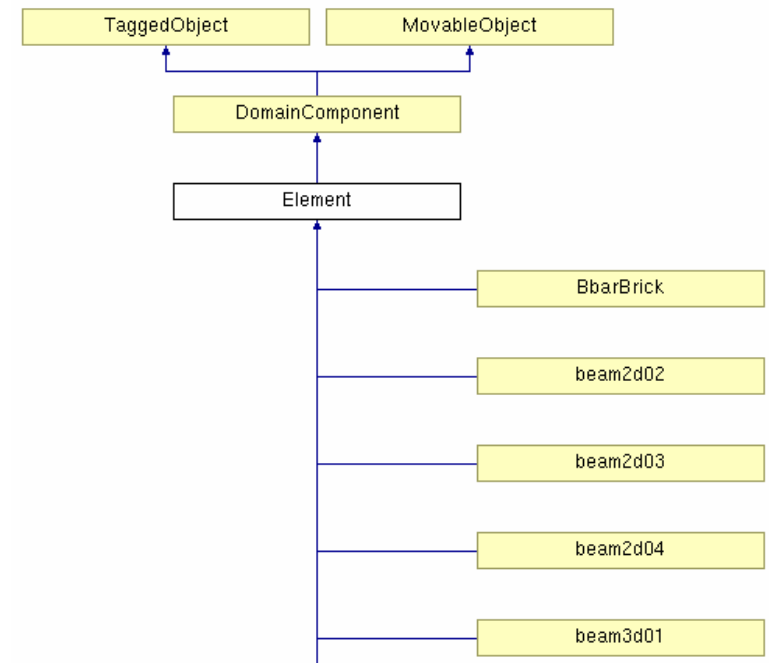 TaggedObject
MovableObject
DomainComponent
Element
BbarBrick
beam2d02
beam2d03
beam2d04
beam3d01